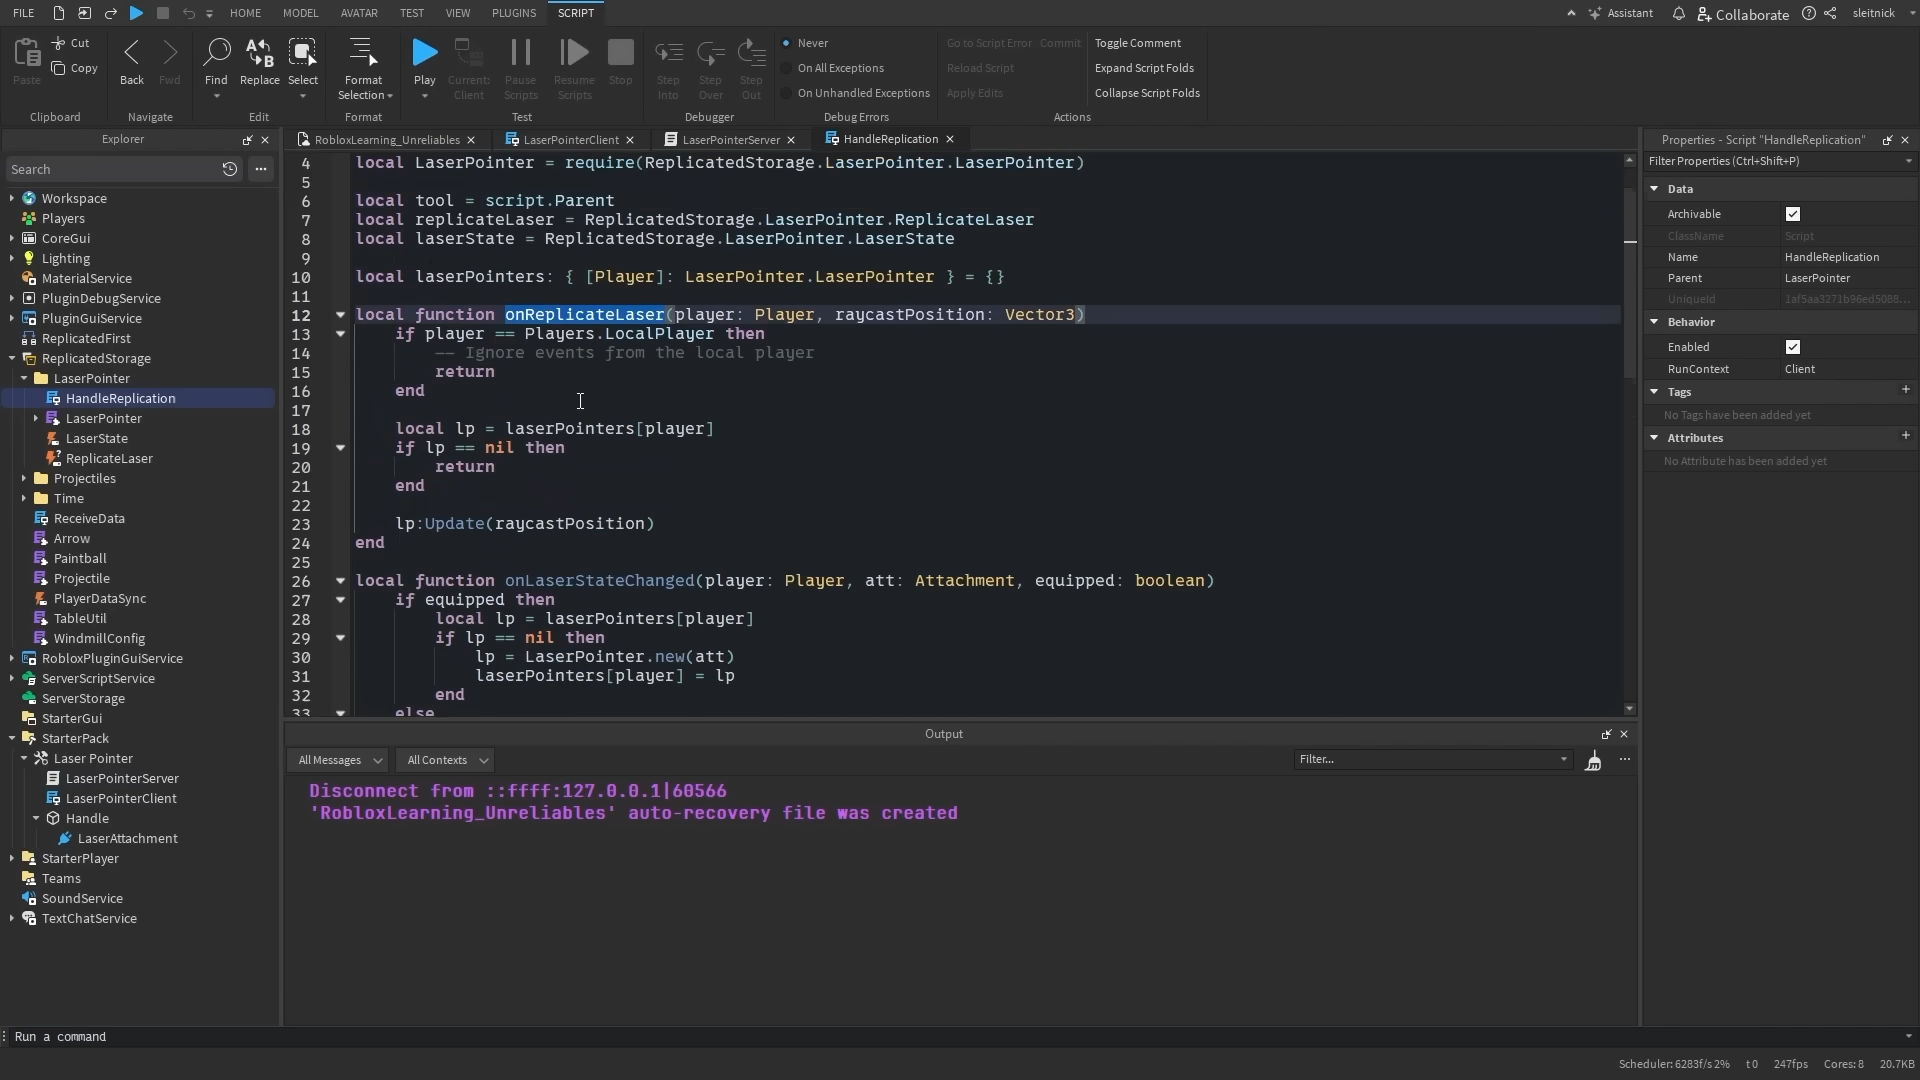 FILE
HOME
MODEL
AVATAR
TEST
VIEW
PLUGINS
SCRIPT
Assistant
Collaborate
sleitnick
Paste
Cut
Copy
Clipboard
Back
Fwd
Navigate
Find
Replace
Select
Edit
Format
Selection
Format
Play
Current:
Client
Pause
Scripts
Resume
Scripts
Stop
Test
Step
Into
Step
Over
Step
Out
Debugger
Never
On All Exceptions
On Unhandled Exceptions
Debug Errors
Go to Script Error
Commit
Reload Script
Apply Edits
Toggle Comment
Expand Script Folds
Collapse Script Folds
Actions
Explorer
Search
Workspace
Players
CoreGui
Lighting
MaterialService
PluginDebugService
PluginGuiService
ReplicatedFirst
ReplicatedStorage
LaserPointer
HandleReplication
LaserPointer
LaserState
ReplicateLaser
Projectiles
Time
ReceiveData
Arrow
Paintball
Projectile
PlayerDataSync
TableUtil
WindmillConfig
RobloxPluginGuiService
ServerScriptService
ServerStorage
StarterGui
StarterPack
Laser Pointer
LaserPointerServer
LaserPointerClient
Handle
LaserAttachment
StarterPlayer
Teams
SoundService
TextChatService
RobloxLearning_Unreliables
LaserPointerClient
LaserPointerServer
HandleReplication
4 local LaserPointer = require(ReplicatedStorage.LaserPointer.LaserPointer)
5
6 local tool = script.Parent
7 local replicateLaser = ReplicatedStorage.LaserPointer.ReplicateLaser
8 local laserState = ReplicatedStorage.LaserPointer.LaserState
9
10 local laserPointers: { [Player]: LaserPointer.LaserPointer } = {}
11
12 local function onReplicateLaser(player: Player, raycastPosition: Vector3)
13 if player == Players.LocalPlayer then
14 -- Ignore events from the local player
15 return
16 end
17
18 local lp = laserPointers[player]
19 if lp == nil then
20 return
21 end
22
23 lp:Update(raycastPosition)
24 end
25
26 local function onLaserStateChanged(player: Player, att: Attachment, equipped: boolean)
27 if equipped then
28 local lp = laserPointers[player]
29 if lp == nil then
30 lp = LaserPointer.new(att)
31 laserPointers[player] = lp
32 end
33 else
Output
All Messages
All Contexts
Filter...
Disconnect from ::ffff:127.0.0.1|60566
'RobloxLearning_Unreliables' auto-recovery file was created
Properties - Script "HandleReplication"
Filter Properties (Ctrl+Shift+P)
Data
Archivable
ClassName Script
Name HandleReplication
Parent LaserPointer
UniqueId 1af5aa3271b96ed5088...
Behavior
Enabled
RunContext Client
Tags
No Tags have been added yet
Attributes
No Attribute has been added yet
Run a command
Scheduler: 6283f/s 2% t 0 247fps Cores: 8 20.7KB